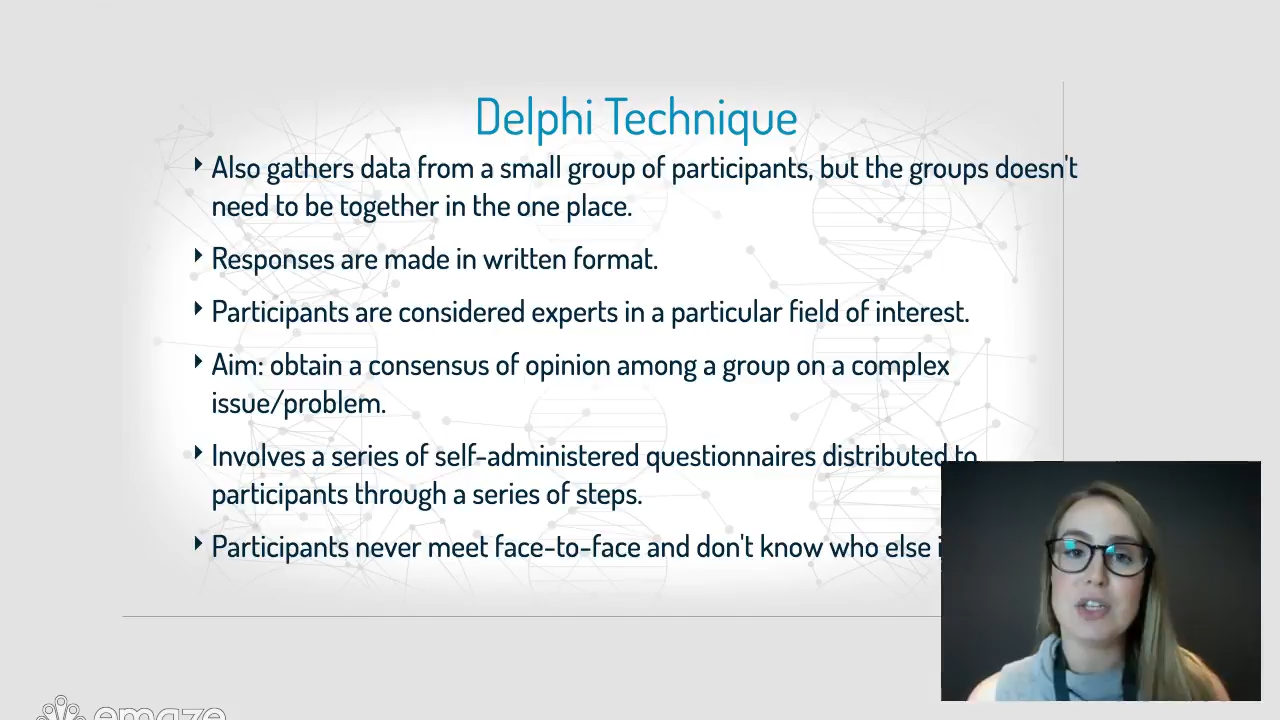 Delphi Technique
Also gathers data from a small group of participants, but the groups doesn't
need to be together in the one place.
Responses are made in written format.
Participants are considered experts in a particular field of interest.
Aim: obtain a consensus of opinion among a group on a complex
issue/problem.
Involves a series of self-administered questionnaires distributed to
participants through a series of steps.
Participants never meet face-to-face and don't know who else
emaze